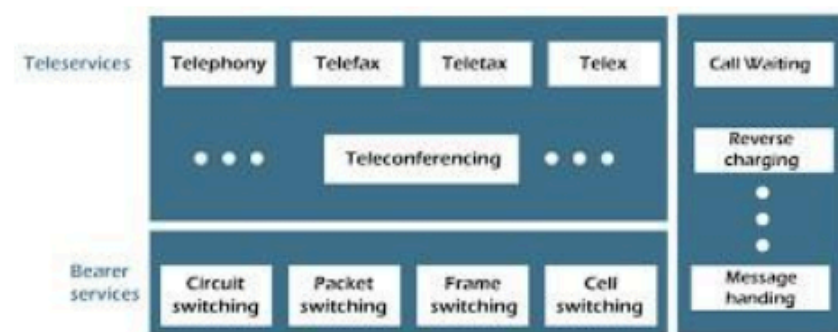 Teleservices
Telephony
Telefax
Teletax
Telex
Call Waiting
Teleconferencing
Reverse
charging
Bearer
services
Circuit
switching
Packet
switching
Frame
switching
Cell
switching
Message
handing